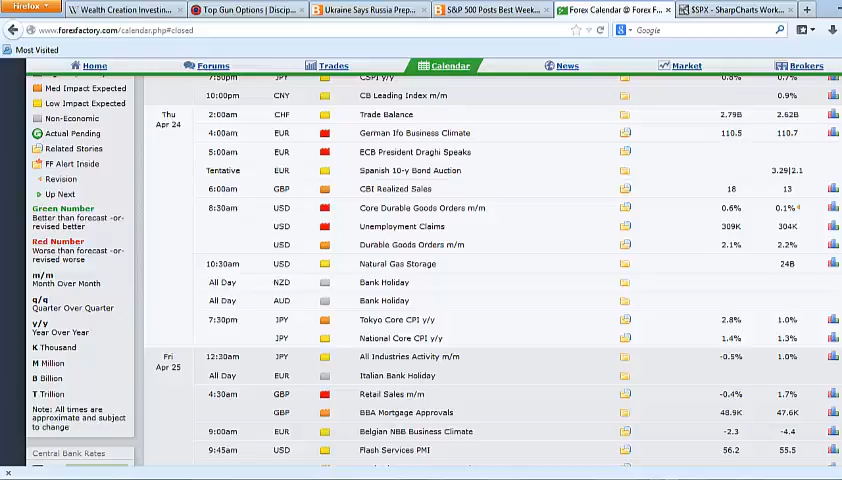 Firefox
Wealth Creation Investin...
Top Gun Options | Discip...
Ukraine Says Russia Prep...
S&P 500 Posts Best Week...
Forex Calendar @ Forex F...
$SPX - SharpCharts Work...
www.forexfactory.com/calendar.php#closed
Google
Most Visited
Home
Forums
Trades
Calendar
News
Market
Brokers
7:50pm JPY CSPI y/y 0.8% 0.7%
Med Impact Expected
10:00pm CNY CB Leading Index m/m 0.9%
Low Impact Expected
Thu 2:00am CHF Trade Balance 2.79B 2.62B
Non-Economic
Apr 24
Actual Pending
4:00am EUR German Ifo Business Climate 110.5 110.7
Related Stories
5:00am EUR ECB President Draghi Speaks
FF Alert Inside
Tentative EUR Spanish 10-y Bond Auction 3.29|2.1
Revision
6:00am GBP CBI Realized Sales 18 13
Up Next
8:30am USD Core Durable Goods Orders m/m 0.6% 0.1%
Green Number
Better than forecast -or-
revised better
USD Unemployment Claims 309K 304K
Red Number
Worse than forecast -or-
revised worse
USD Durable Goods Orders m/m 2.1% 2.2%
10:30am USD Natural Gas Storage 24B
m/m
Month Over Month
All Day NZD Bank Holiday
q/q
Quarter Over Quarter
All Day AUD Bank Holiday
y/y
Year Over Year
7:30pm JPY Tokyo Core CPI y/y 2.8% 1.0%
JPY National Core CPI y/y 1.4% 1.3%
K Thousand
Fri 12:30am JPY All Industries Activity m/m -0.5% 1.0%
Apr 25
M Million
All Day EUR Italian Bank Holiday
B Billion
4:30am GBP Retail Sales m/m -0.4% 1.7%
T Trillion
GBP BBA Mortgage Approvals 48.9K 47.6K
Note: All times are
approximate and subject
to change
9:00am EUR Belgian NBB Business Climate -2.3 -4.4
9:45am USD Flash Services PMI 56.2 55.5
Central Bank Rates